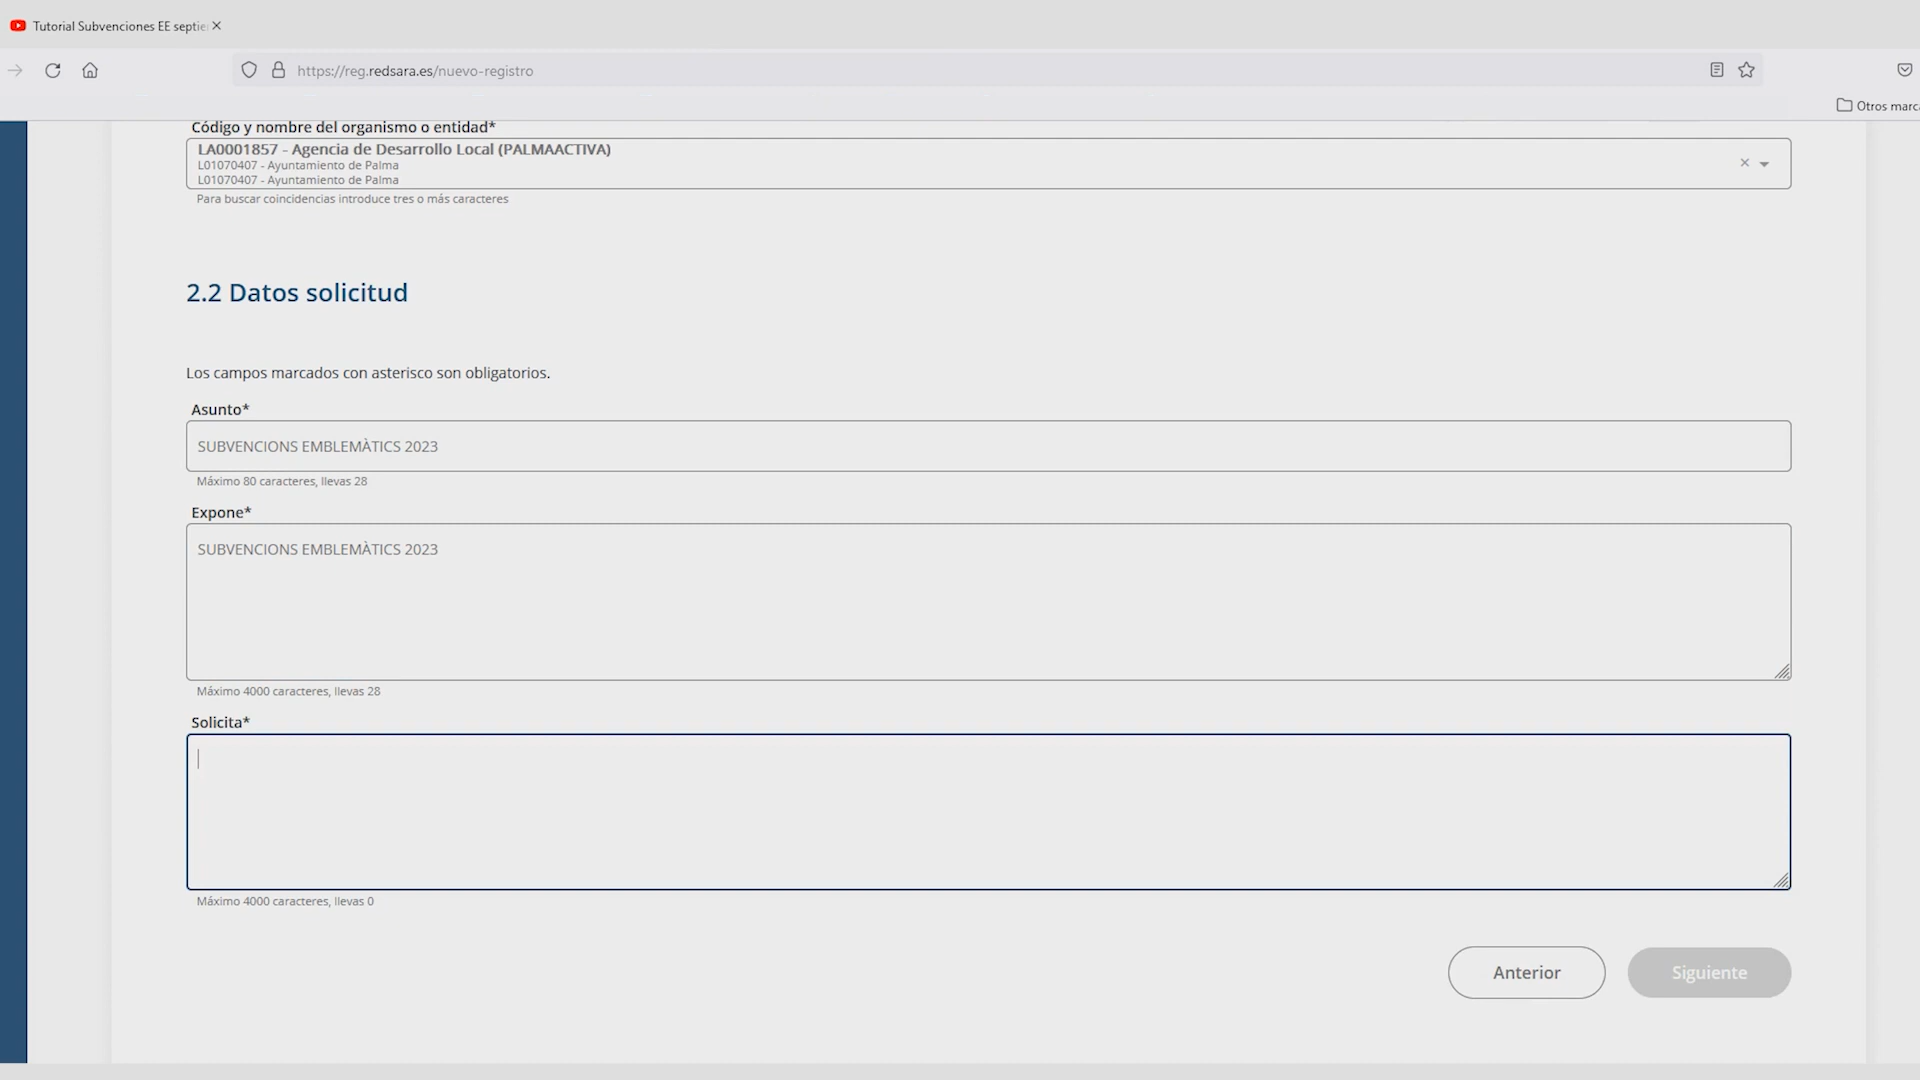 Tutorial Subvenciones EE septie
https://reg.redsara.es/nuevo-registro
Otros marca
Código y nombre del organismo o entidad*
LA0001857 - Agencia de Desarrollo Local (PALMAACTIVA)
L01070407 - Ayuntamiento de Palma
L01070407 - Ayuntamiento de Palma
Para buscar coincidencias introduce tres o más caracteres
2.2 Datos solicitud
Los campos marcados con asterisco son obligatorios.
Asunto*
SUBVENCIONS EMBLEMÀTICS 2023
Máximo 80 caracteres, llevas 28
Expone*
SUBVENCIONS EMBLEMÀTICS 2023
Máximo 4000 caracteres, llevas 28
Solicita*
Máximo 4000 caracteres, llevas 0
Anterior
Siguiente